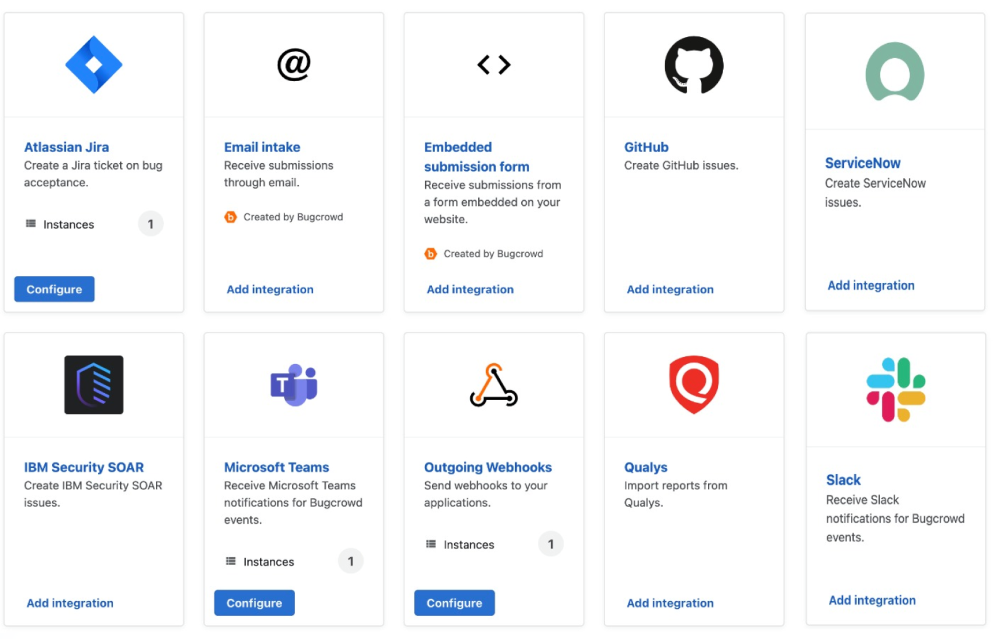 @
Atlassian Jira
Create a Jira ticket on bug
acceptance.
Instances 1
Configure
Email intake
Receive submissions
through email.
b Created by Bugcrowd
Add integration
Embedded
submission form
Receive submissions from
a form embedded on your
website.
b Created by Bugcrowd
Add integration
GitHub
Create GitHub issues.
Add integration
ServiceNow
Create ServiceNow
issues.
Add integration
IBM Security SOAR
Create IBM Security SOAR
issues.
Add integration
T
Microsoft Teams
Receive Microsoft Teams
notifications for Bugcrowd
events.
Instances 1
Configure
Outgoing Webhooks
Send webhooks to your
applications.
Instances 1
Configure
Qualys
Import reports from
Qualys.
Add integration
Slack
Receive Slack
notifications for Bugcrowd
events.
Add integration